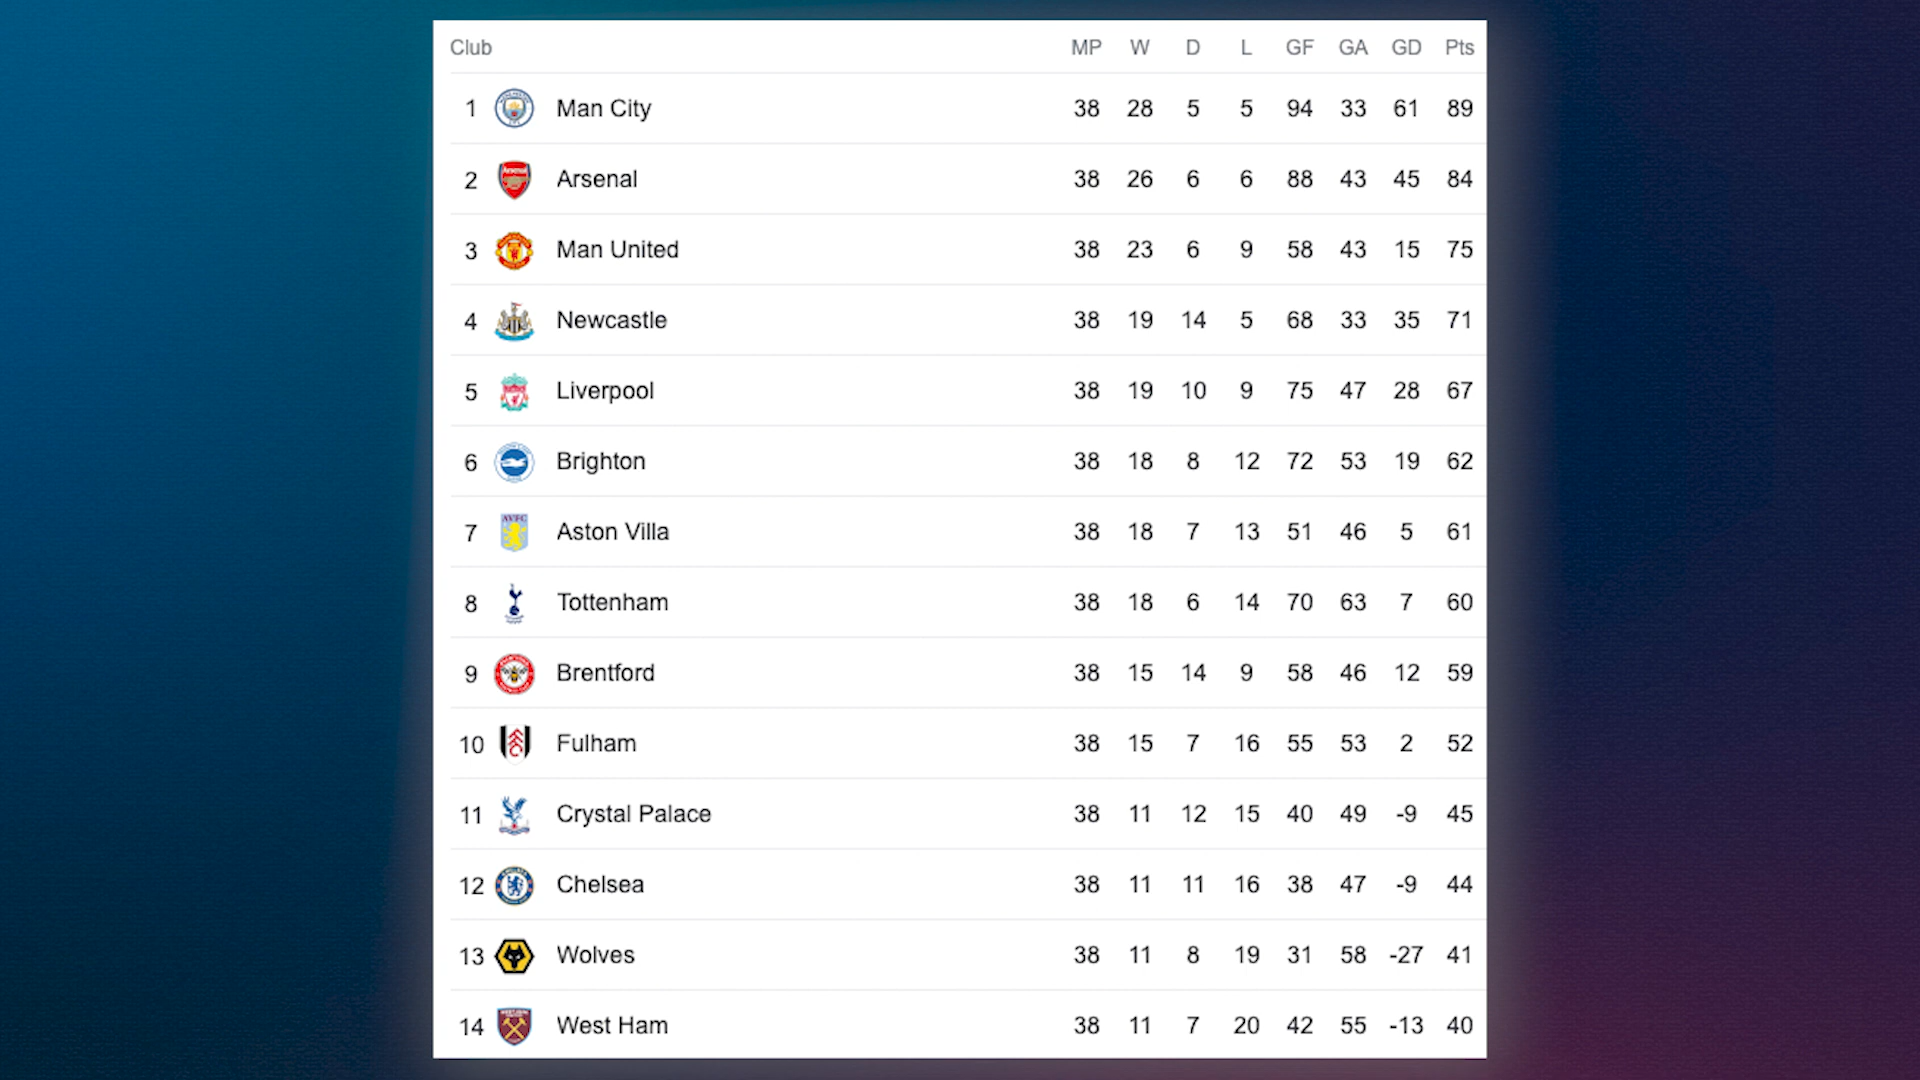 Club MP W D L GF GA GD Pts
1 Man City 38 28 5 5 94 33 61 89
2 Arsenal 38 26 6 6 88 43 45 84
3 Man United 38 23 6 9 58 43 15 75
4 Newcastle 38 19 14 5 68 33 35 71
5 Liverpool 38 19 10 9 75 47 28 67
6 Brighton 38 18 8 12 72 53 19 62
7 Aston Villa 38 18 7 13 51 46 5 61
8 Tottenham 38 18 6 14 70 63 7 60
9 Brentford 38 15 14 9 58 46 12 59
10 Fulham 38 15 7 16 55 53 2 52
11 Crystal Palace 38 11 12 15 40 49 -9 45
12 Chelsea 38 11 11 16 38 47 -9 44
13 Wolves 38 11 8 19 31 58 -27 41
14 West Ham 38 11 7 20 42 55 -13 40